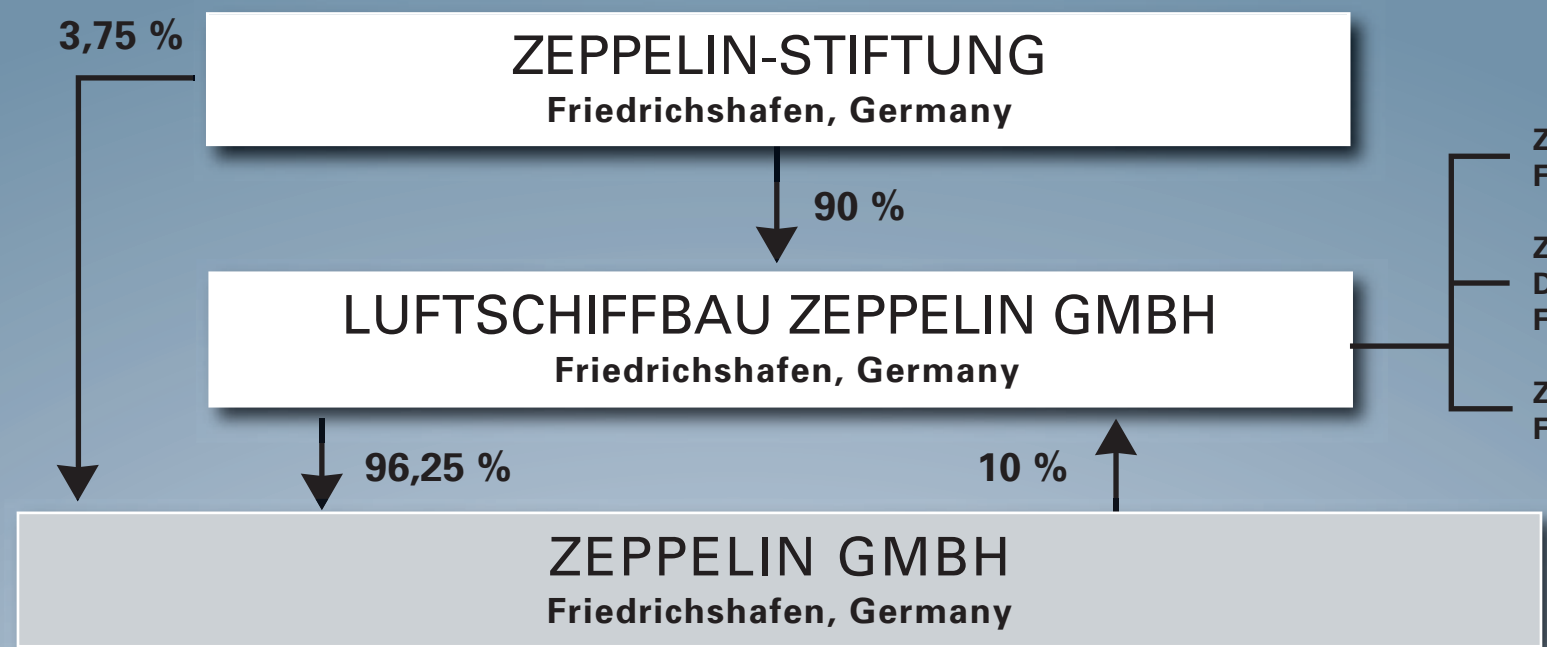 3,75 %
ZEPPELIN-STIFTUNG
Friedrichshafen, Germany
90 %
LUFTSCHIFFBAU ZEPPELIN GMBH
Friedrichshafen, Germany
96,25 %
10 %
ZEPPELIN GMBH
Friedrichshafen, Germany